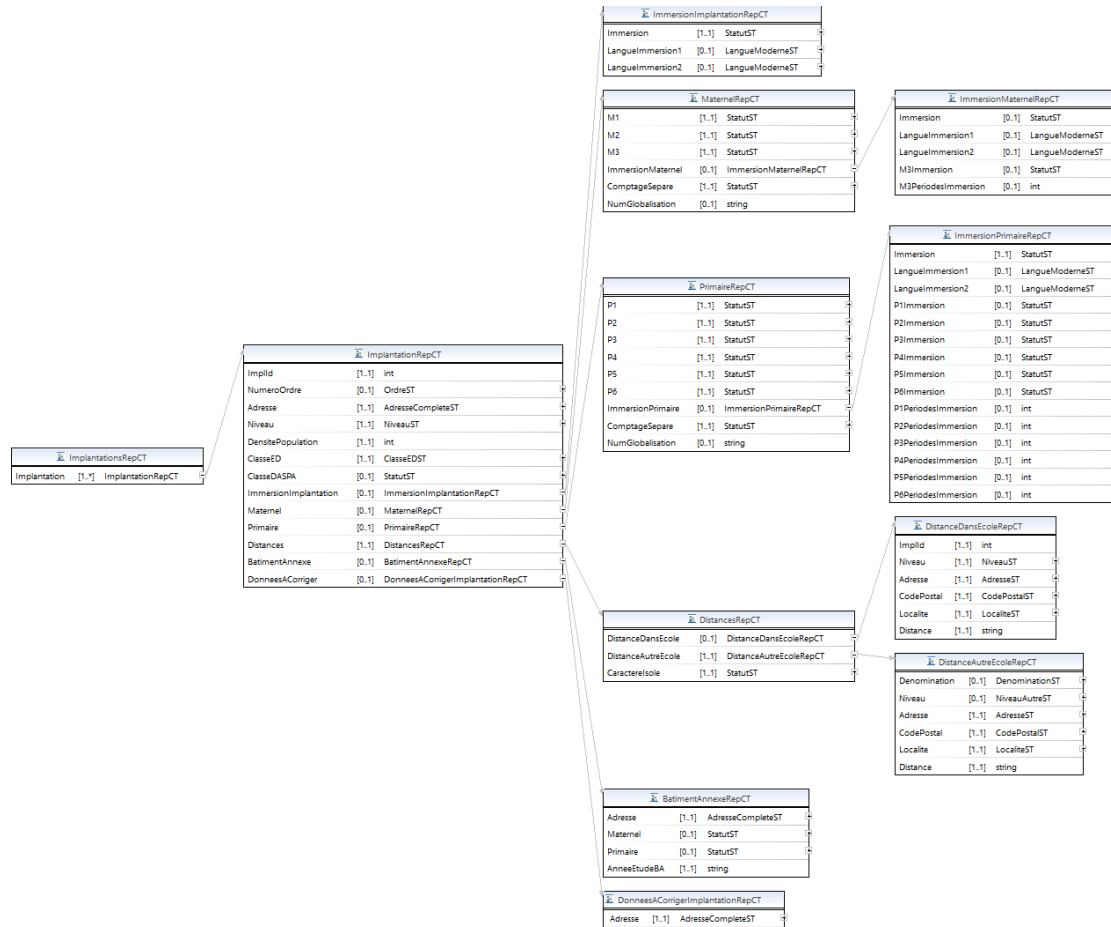 ImplantationsRepCT
Implantation [1..*] ImplantationRepCT
ImplantationRepCT
ImplId [1..1] int
NumeroOrdre [0..1] OrdreST
Adresse [1..1] AdresseCompleteST
Niveau [1..1] NiveauST
DensitePopulation [1..1] int
ClasseED [1..1] ClasseEDST
ClasseDASPA [0..1] StatutST
ImmersionImplantation [0..1] ImmersionImplantationRepCT
Maternel [0..1] MaternelRepCT
Primaire [0..1] PrimaireRepCT
Distances [1..1] DistancesRepCT
BatimentAnnexe [0..1] BatimentAnnexeRepCT
DonneesACorriger [0..1] DonneesACorrigerImplantationRepCT
ImmersionImplantationRepCT
Immersion [1..1] StatutST
LangueImmersion1 [0..1] LangueModerneST
LangueImmersion2 [0..1] LangueModerneST
MaternelRepCT
M1 [1..1] StatutST
M2 [1..1] StatutST
M3 [1..1] StatutST
ImmersionMaternel [0..1] ImmersionMaternelRepCT
ComptageSepare [1..1] StatutST
NumGlobalisation [0..1] string
ImmersionMaternelRepCT
Immersion [0..1] StatutST
LangueImmersion1 [0..1] LangueModerneST
LangueImmersion2 [0..1] LangueModerneST
M3Immersion [0..1] StatutST
M3PeriodesImmersion [0..1] int
PrimaireRepCT
P1 [1..1] StatutST
P2 [1..1] StatutST
P3 [1..1] StatutST
P4 [1..1] StatutST
P5 [1..1] StatutST
P6 [1..1] StatutST
ImmersionPrimaire [0..1] ImmersionPrimaireRepCT
ComptageSepare [1..1] StatutST
NumGlobalisation [0..1] string
ImmersionPrimaireRepCT
Immersion [1..1] StatutST
LangueImmersion1 [0..1] LangueModerneST
LangueImmersion2 [0..1] LangueModerneST
P1Immersion [0..1] StatutST
P2Immersion [0..1] StatutST
P3Immersion [0..1] StatutST
P4Immersion [0..1] StatutST
P5Immersion [0..1] StatutST
P6Immersion [0..1] StatutST
P1PeriodesImmersion [0..1] int
P2PeriodesImmersion [0..1] int
P3PeriodesImmersion [0..1] int
P4PeriodesImmersion [0..1] int
P5PeriodesImmersion [0..1] int
P6PeriodesImmersion [0..1] int
DistancesRepCT
DistanceDansEcole [0..1] DistanceDansEcoleRepCT
DistanceAutreEcole [1..1] DistanceAutreEcoleRepCT
CaractereIsole [1..1] StatutST
DistanceDansEcoleRepCT
ImplId [1..1] int
Niveau [1..1] NiveauST
Adresse [1..1] AdresseST
CodePostal [1..1] CodePostalST
Localite [1..1] LocaliteST
Distance [1..1] string
DistanceAutreEcoleRepCT
Denomination [0..1] DenominationST
Niveau [0..1] NiveauAutreST
Adresse [1..1] AdresseST
CodePostal [1..1] CodePostalST
Localite [1..1] LocaliteST
Distance [1..1] string
BatimentAnnexeRepCT
Adresse [1..1] AdresseCompleteST
Maternel [0..1] StatutST
Primaire [0..1] StatutST
AnneeEtudeBA [1..1] string
DonneesACorrigerImplantationRepCT
Adresse [1..1] AdresseCompleteST